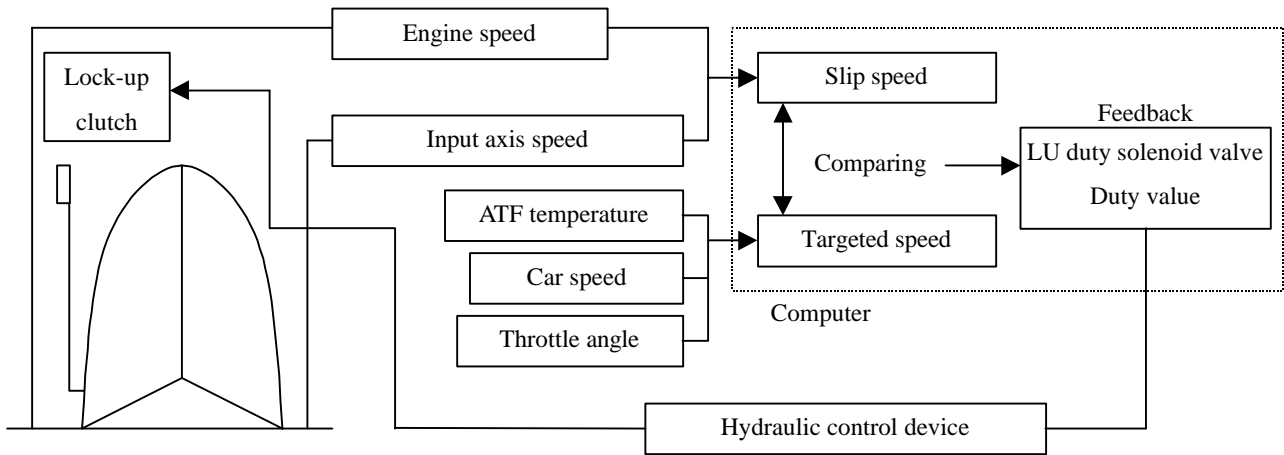 Engine speed
Lock-up
clutch
Slip speed
Feedback
Input axis speed
Comparing
LU duty solenoid valve
Duty value
ATF temperature
Targeted speed
Car speed
Computer
Throttle angle
Hydraulic control device